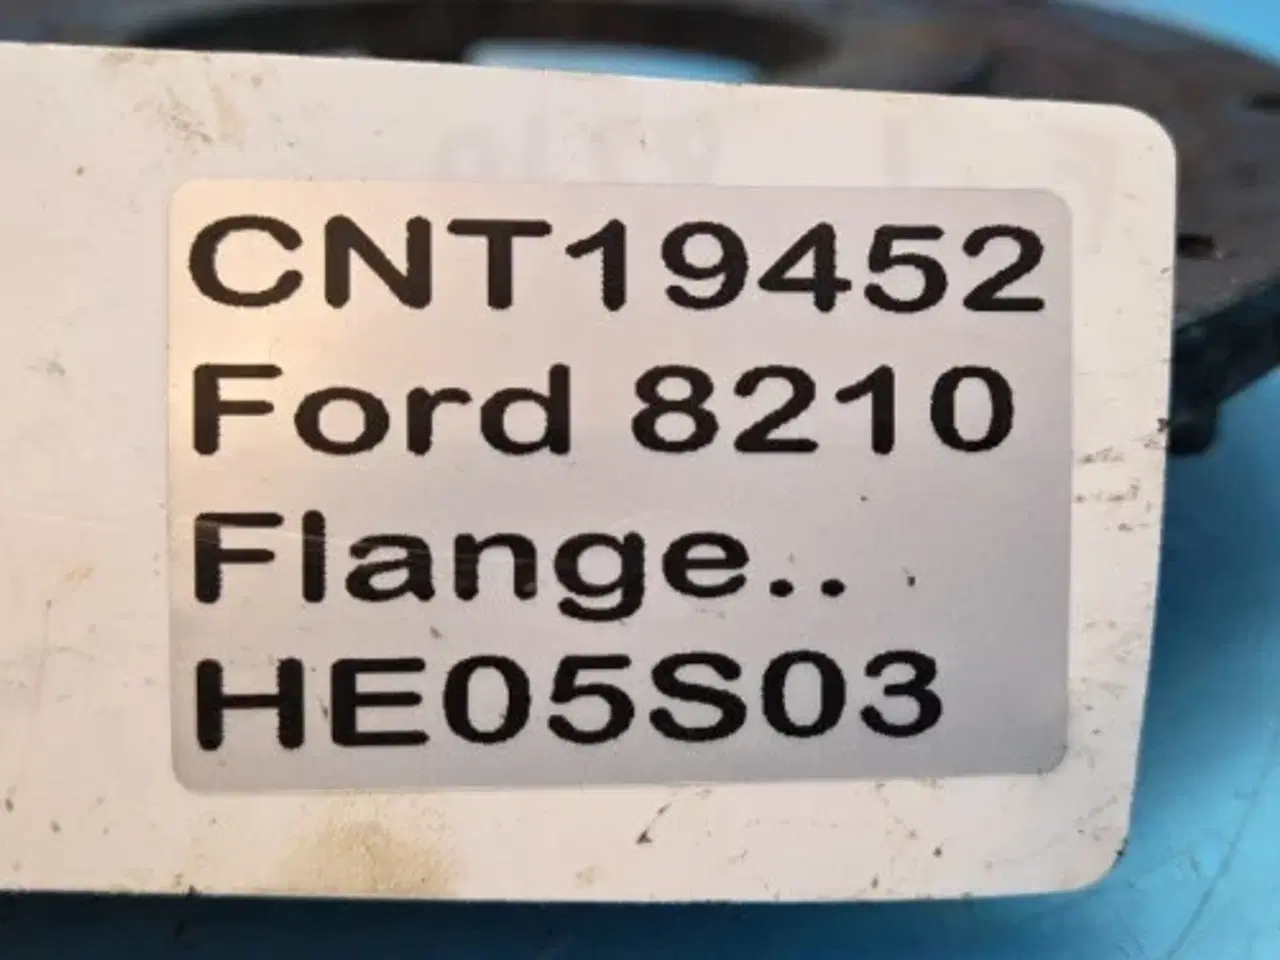 CNT19452
Ford 8210
Flange..
HE05S03